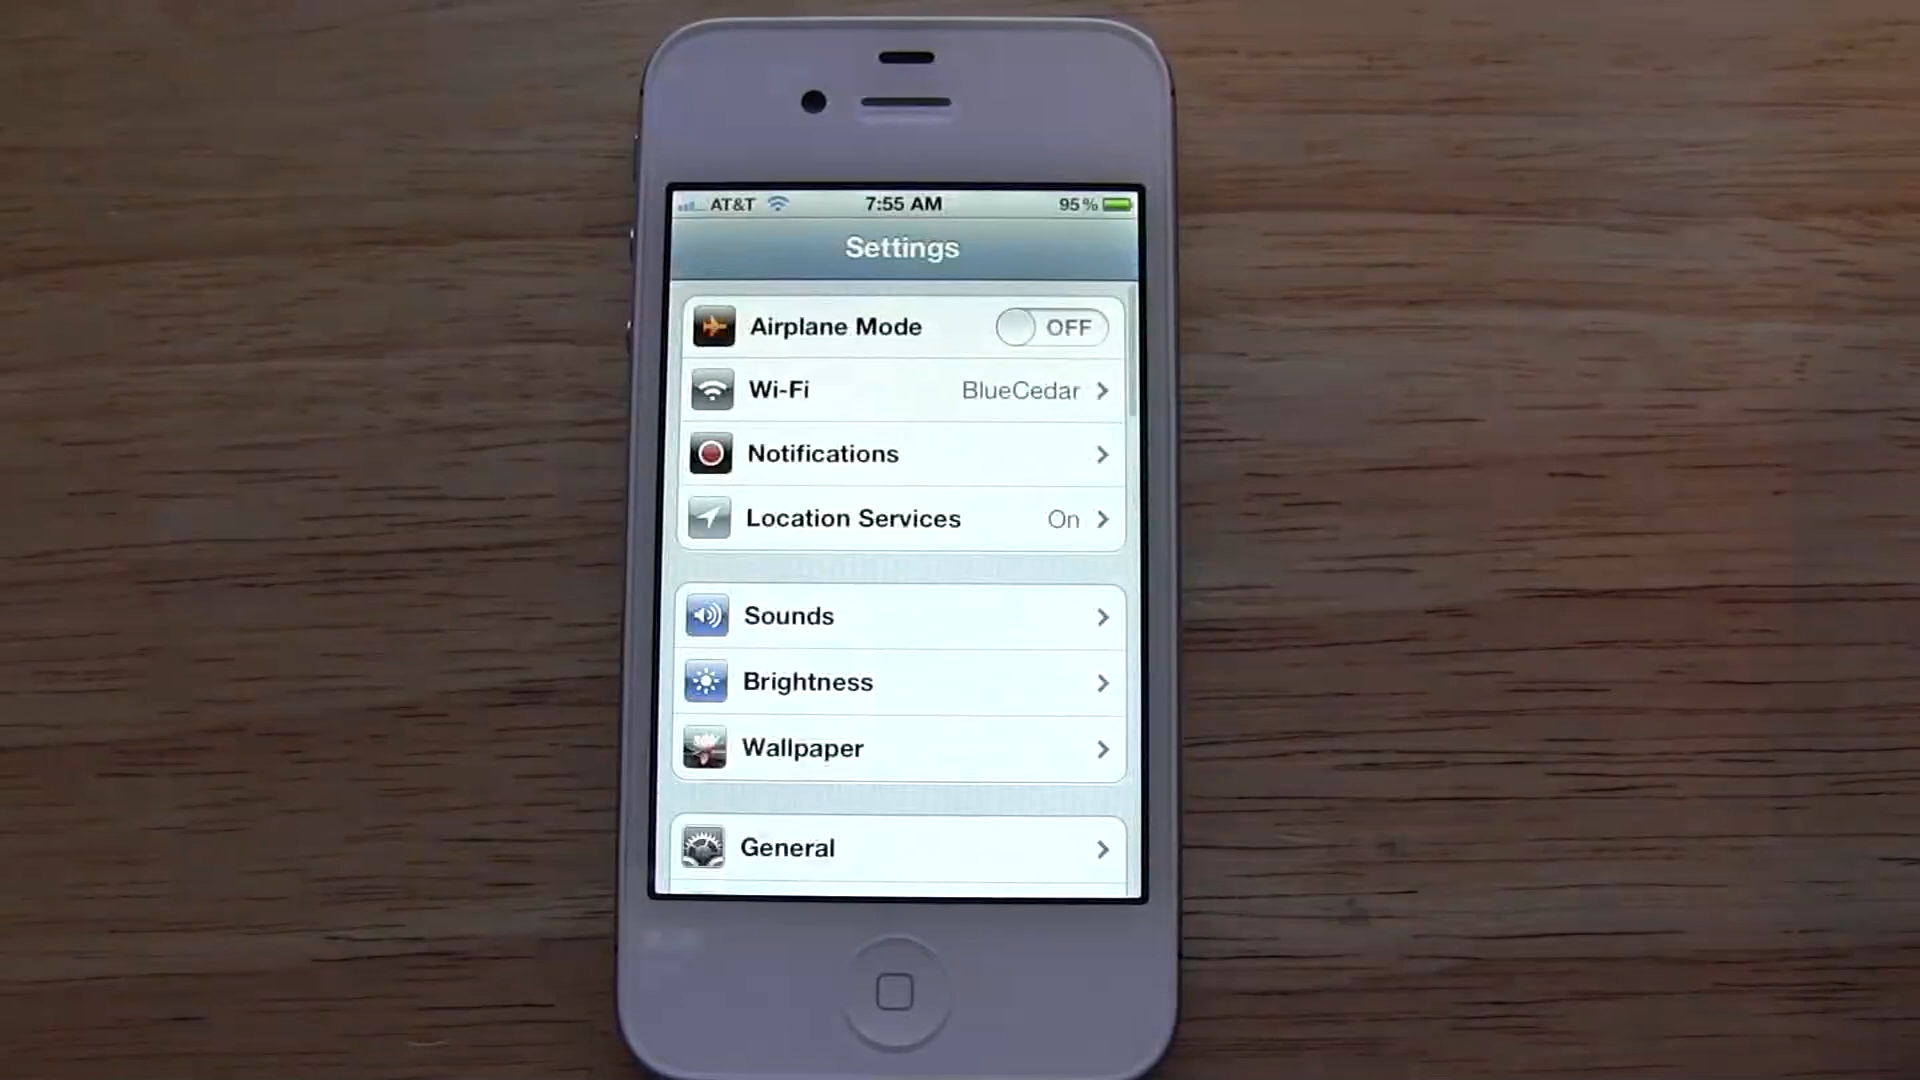 AT&T 7:55 AM 95%
Settings
Airplane Mode OFF
Wi-Fi BlueCedar
Notifications
Location Services On
Sounds
Brightness
Wallpaper
General